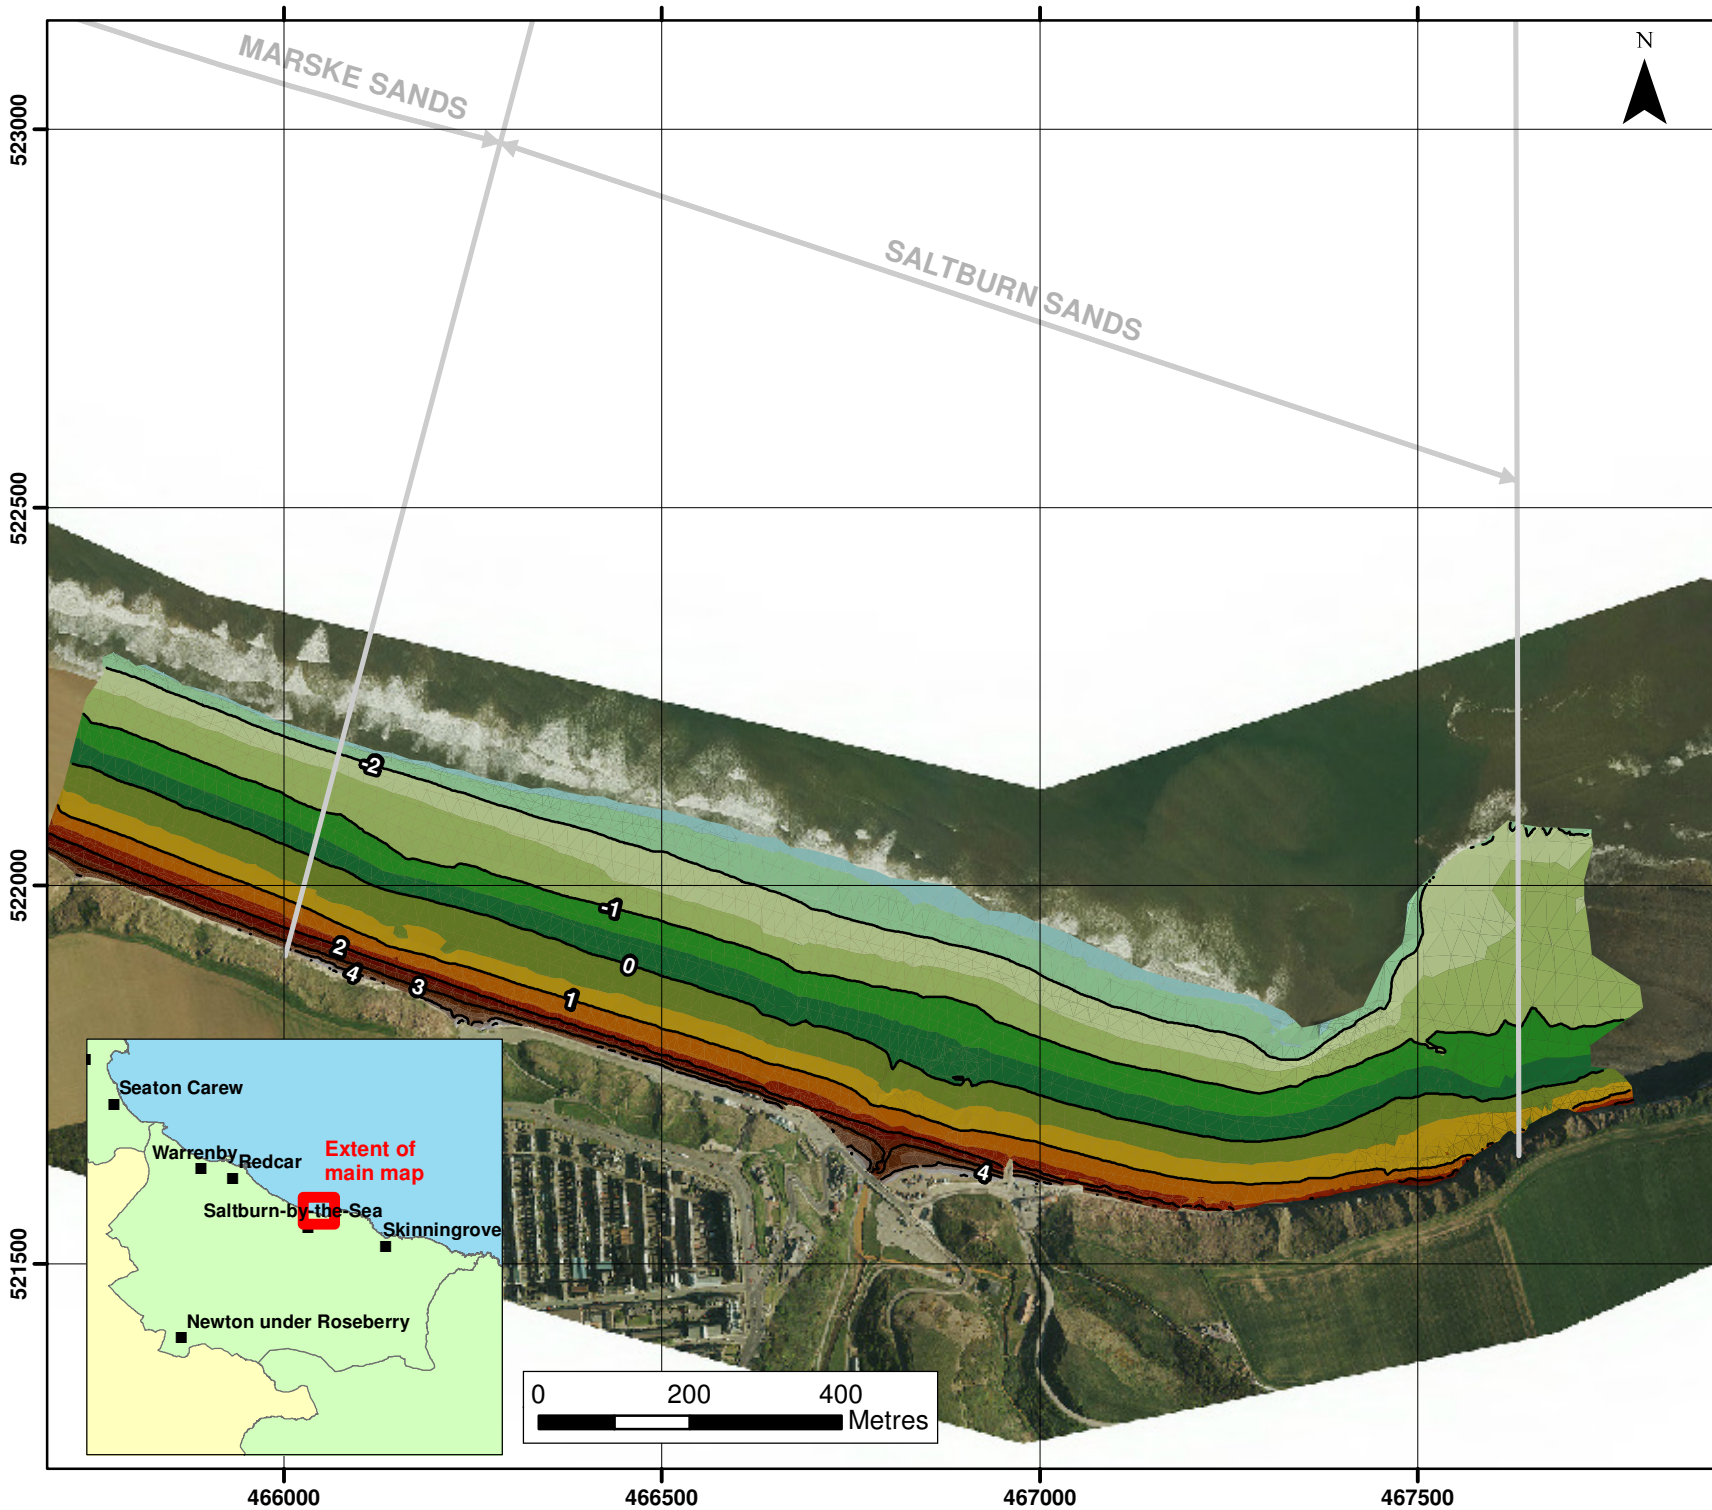 N
MARSKE SANDS
SALTBURN SANDS
523000
522500
522000
521500
-2
-1
0
2
4
3
1
4
Seaton Carew
Warrenby
Redcar
Extent of
main map
Saltburn-by-the-Sea
Skinningrove
Newton under Roseberry
0 200 400
Metres
466000 466500 467000 467500